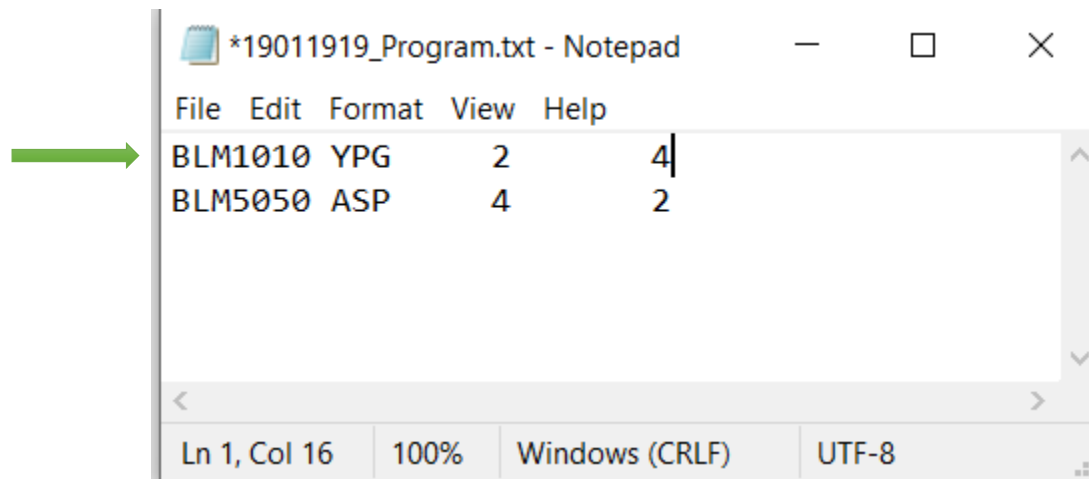 *19011919_Program.txt - Notepad
File Edit Format View Help
BLM1010 YPG 2 4
BLM5050 ASP 4 2
Ln 1, Col 16 100% Windows (CRLF) UTF-8